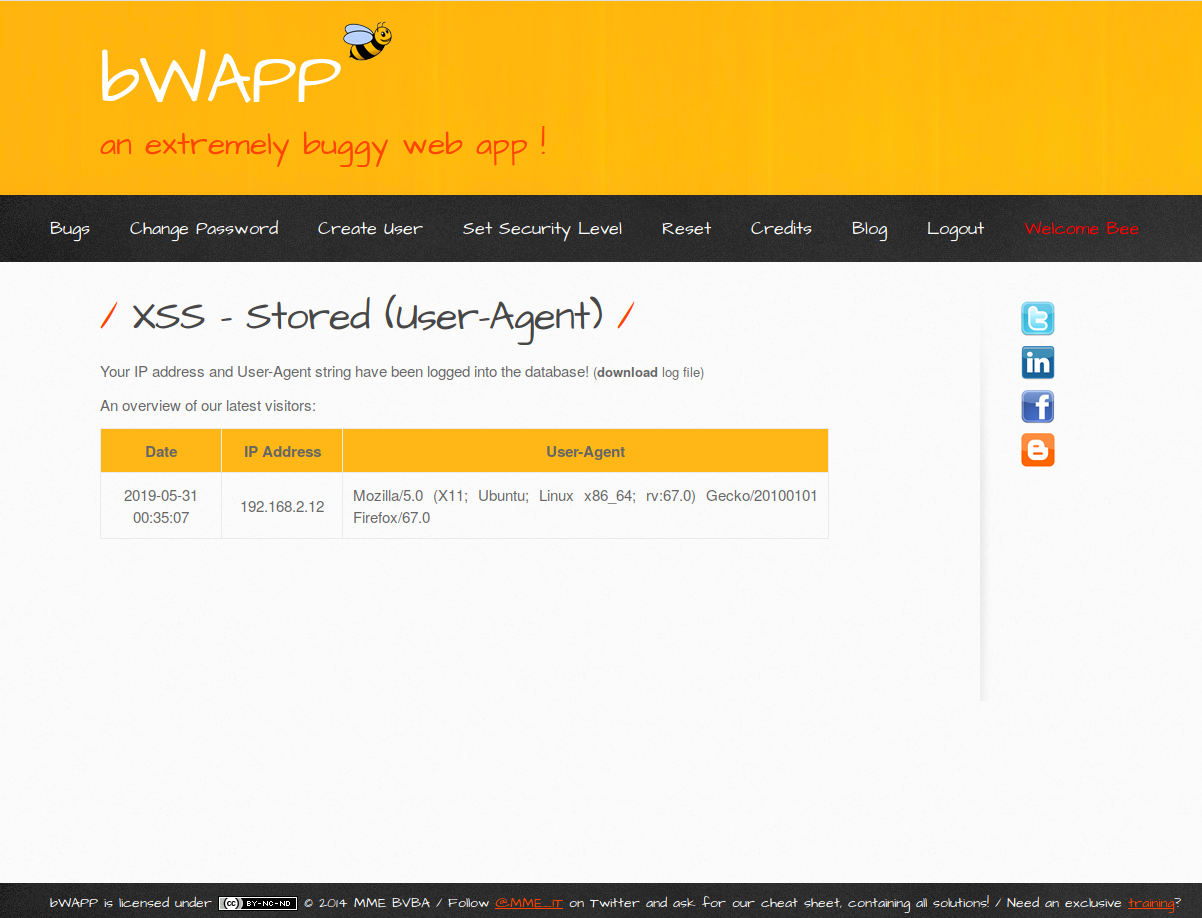 bWAPP
an extremely buggy web app !
Bugs Change Password Create User Set Security Level Reset Credits Blog Logout Welcome Bee
/ XSS - Stored (User-Agent) /
Your IP address and User-Agent string have been logged into the database! (download log file)
An overview of our latest visitors:
Date IP Address User-Agent
2019-05-31 00:35:07 192.168.2.12 Mozilla/5.0 (X11; Ubuntu; Linux x86_64; rv:67.0) Gecko/20100101 Firefox/67.0
bWAPP is licensed under (cc) BY-NC-ND © 2014 MME BVBA / Follow @MME_IT on Twitter and ask for our cheat sheet, containing all solutions! / Need an exclusive training?